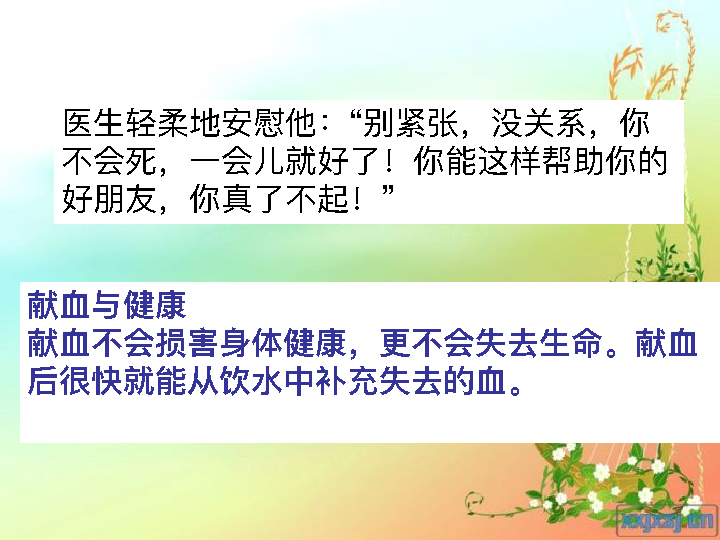 医生轻柔地安慰他：“别紧张，没关系，你
不会死，一会儿就好了！你能这样帮助你的
好朋友，你真了不起！”
献血与健康
献血不会损害身体健康，更不会失去生命。献血
后很快就能从饮水中补充失去的血。